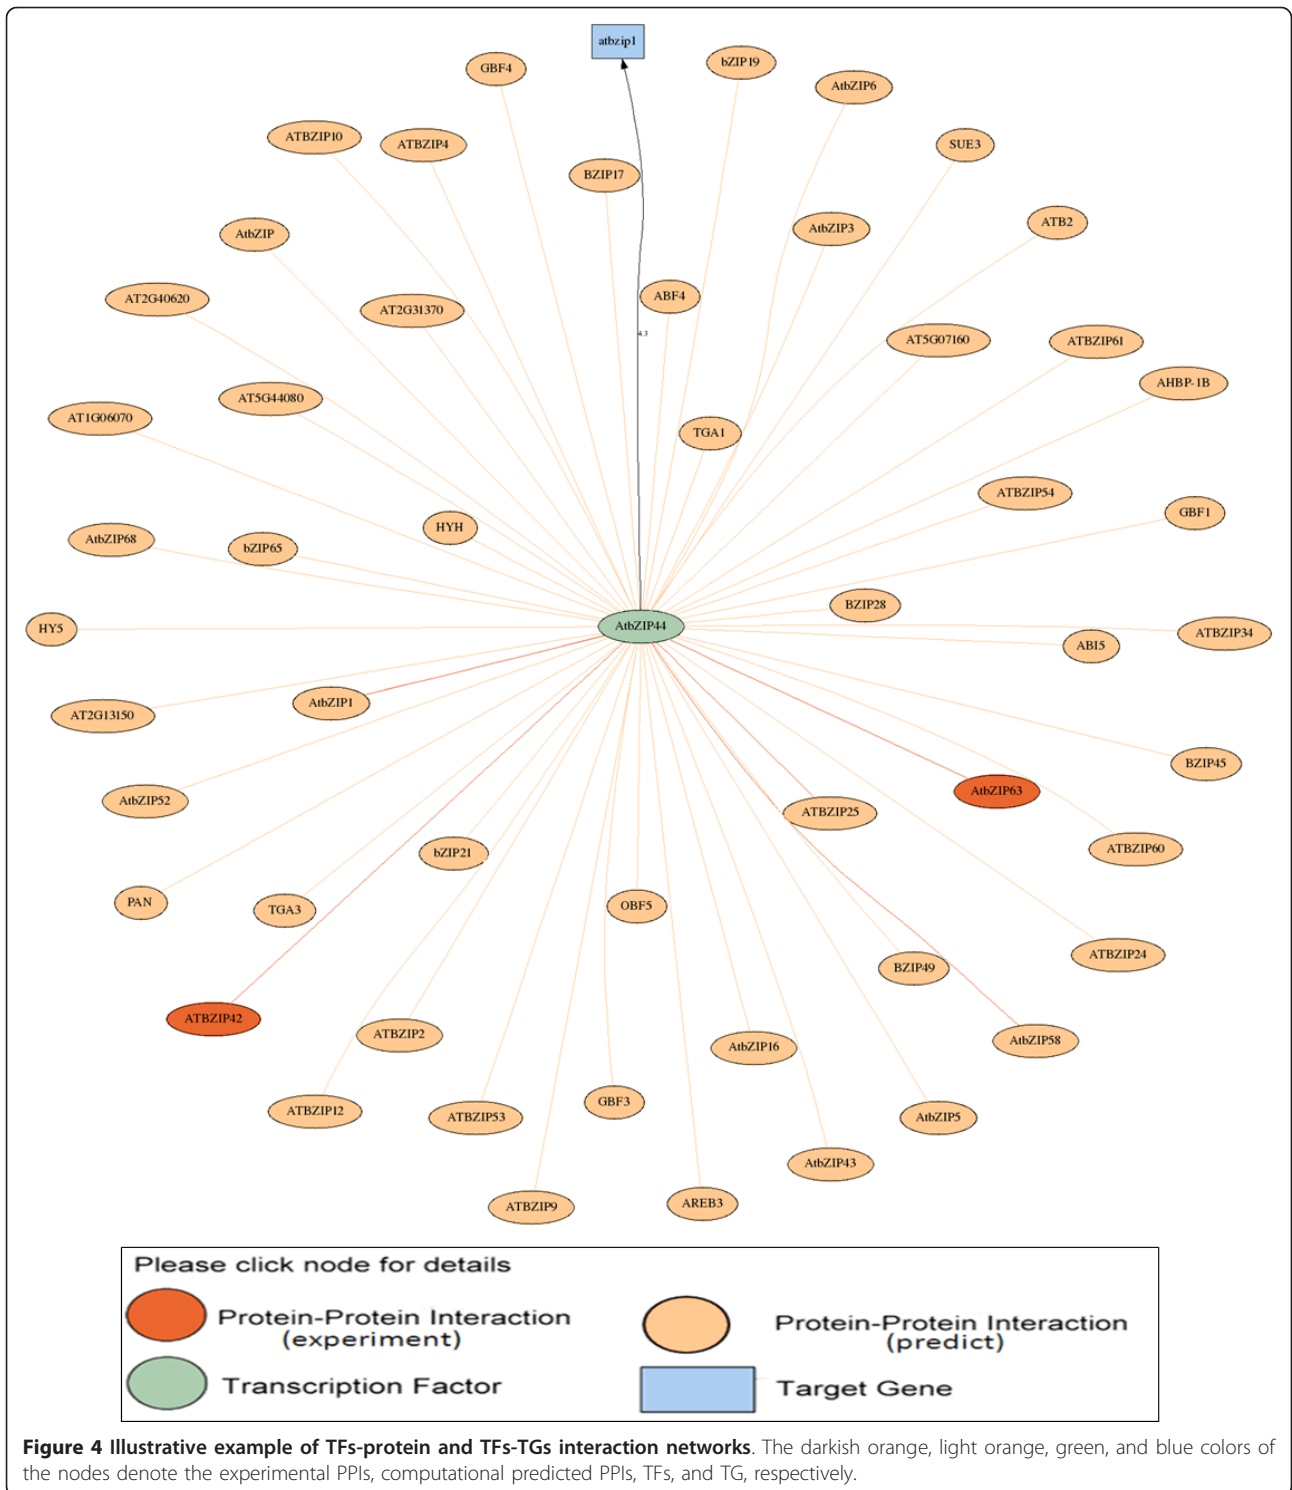 atbzip1
GBF4
bZIP19
AtbZIP6
ATBZIP10
ATBZIP4
SUE3
BZIP17
AtbZIP
AtbZIP3
ATB2
AT2G40620
AT2G31370
ABF4
4.3
AT5G07160
ATBZIP61
AHBP-1B
AT5G44080
AT1G06070
TGA1
ATBZIP54
GBF1
HYH
AtbZIP68
bZIP65
BZIP28
HY5
AtbZIP44
ATBZIP34
ABI5
AtbZIP1
AT2G13150
BZIP45
AtbZIP63
AtbZIP52
ATBZIP25
ATBZIP60
bZIP21
PAN
TGA3
OBF5
ATBZIP24
BZIP49
ATBZIP42
ATBZIP2
AtbZIP16
AtbZIP58
ATBZIP12
ATBZIP53
GBF3
AtbZIP5
AtbZIP43
ATBZIP9
AREB3
Please click node for details
Protein-Protein Interaction
(experiment)
Protein-Protein Interaction
(predict)
Transcription Factor
Target Gene
Figure 4 Illustrative example of TFs-protein and TFs-TGs interaction networks. The darkish orange, light orange, green, and blue colors of
the nodes denote the experimental PPIs, computational predicted PPIs, TFs, and TG, respectively.